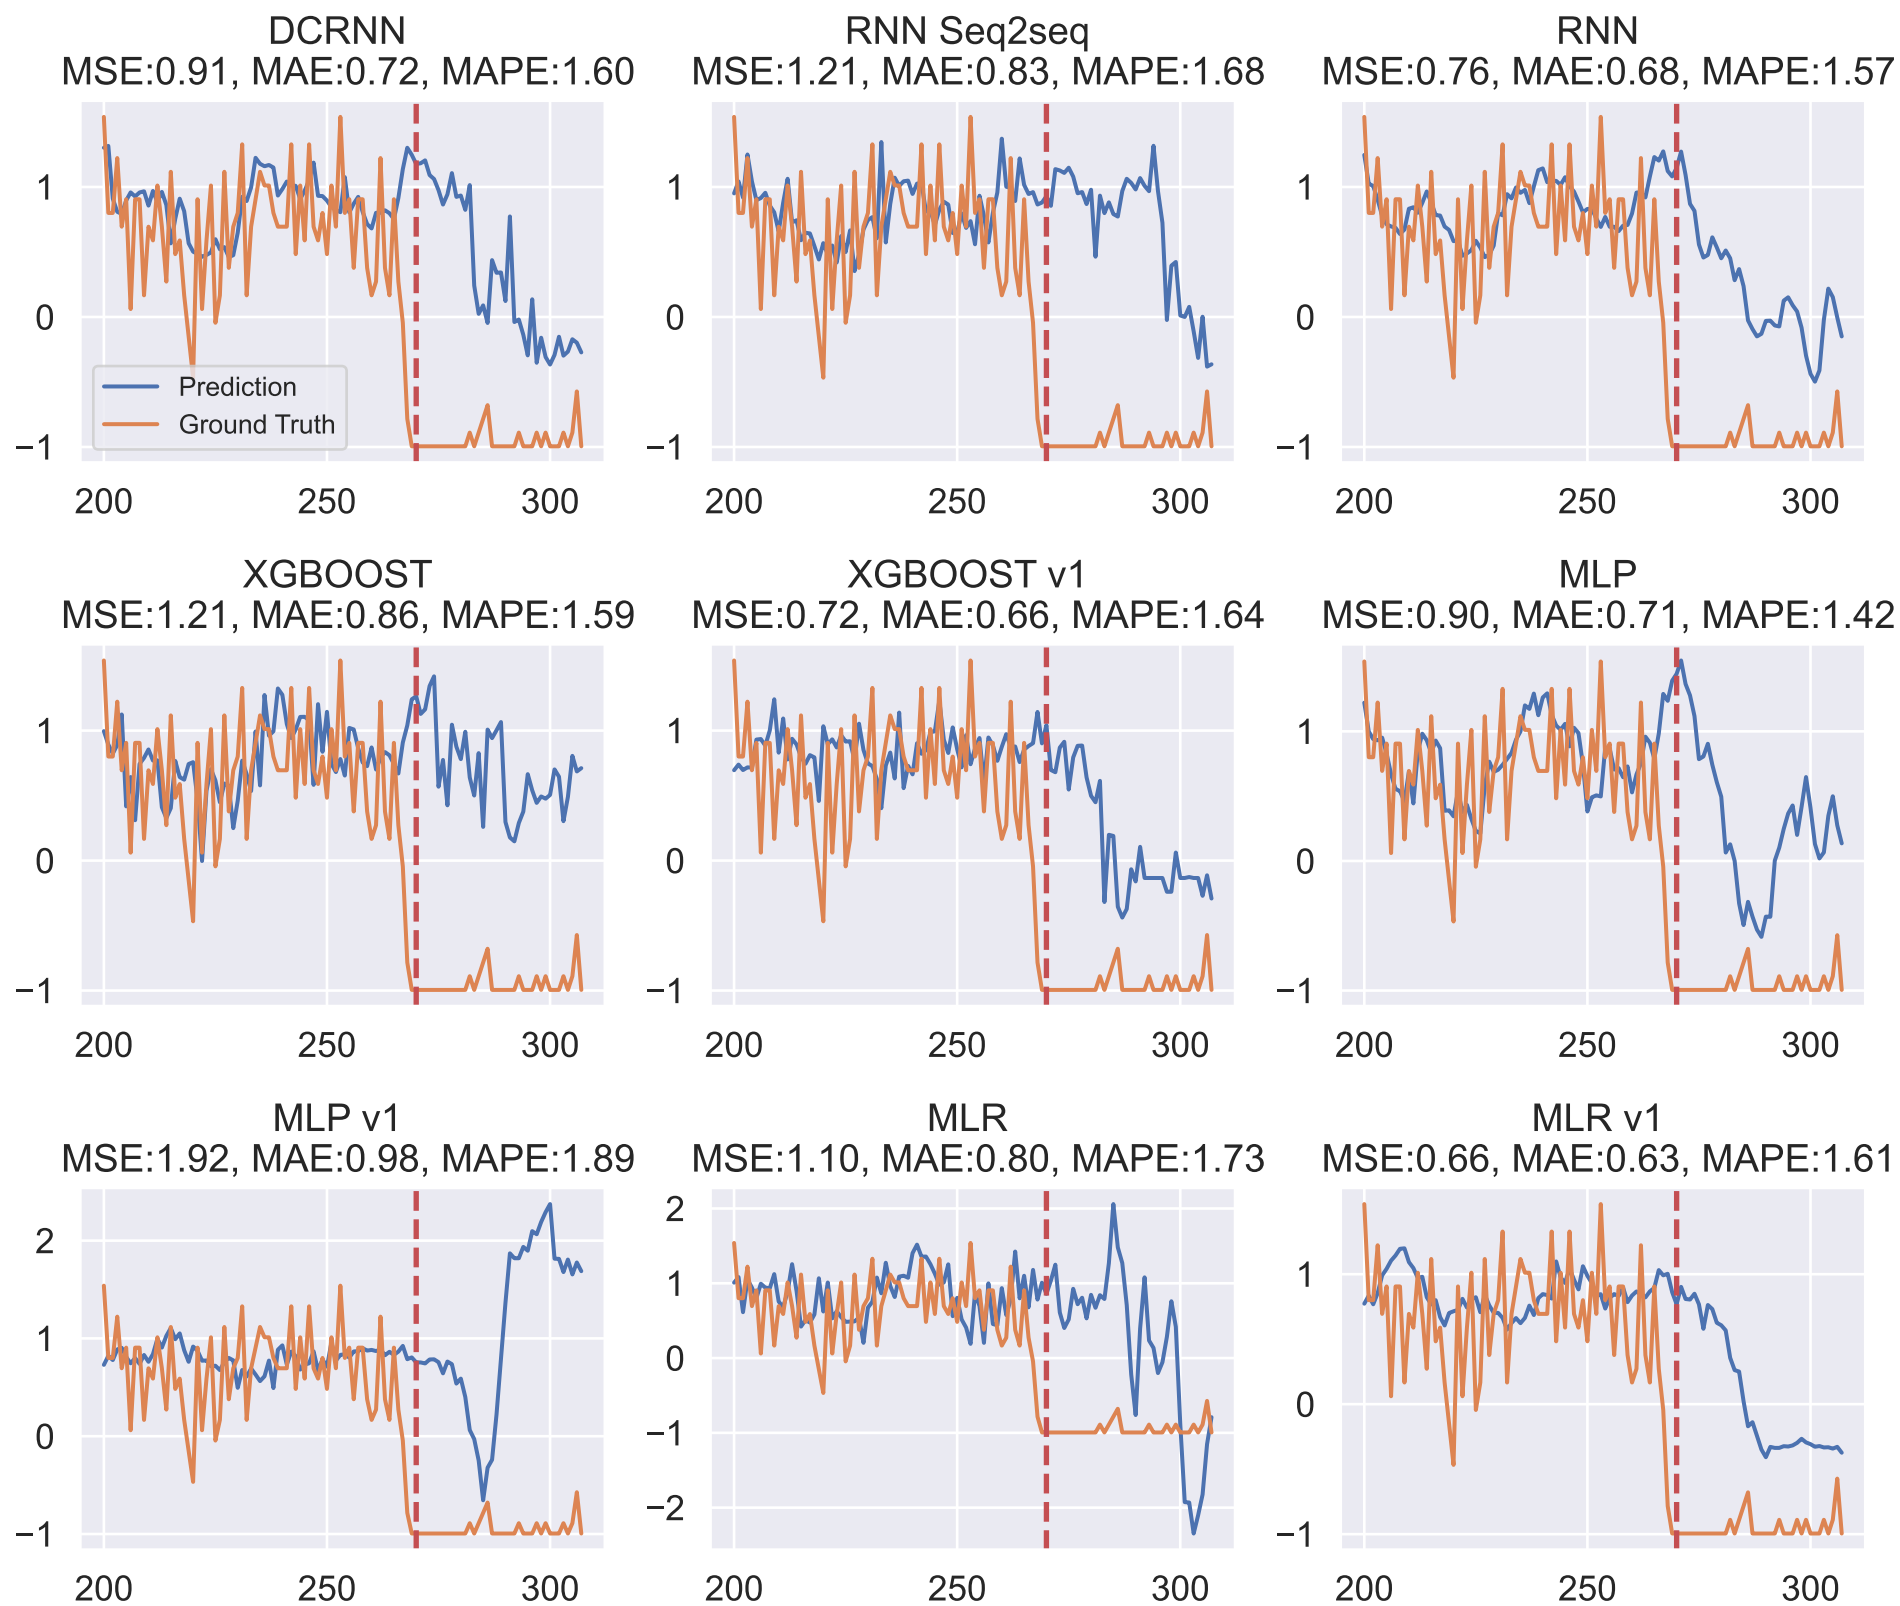 DCRNN
MSE:0.91, MAE:0.72, MAPE:1.60
1
0
−1
Prediction
Ground Truth
200 250 300
RNN Seq2seq
MSE:1.21, MAE:0.83, MAPE:1.68
1
0
−1
200 250 300
RNN
MSE:0.76, MAE:0.68, MAPE:1.57
1
0
−1
200 250 300
XGBOOST
MSE:1.21, MAE:0.86, MAPE:1.59
1
0
−1
200 250 300
XGBOOST v1
MSE:0.72, MAE:0.66, MAPE:1.64
1
0
−1
200 250 300
MLP
MSE:0.90, MAE:0.71, MAPE:1.42
1
0
−1
200 250 300
MLP v1
MSE:1.92, MAE:0.98, MAPE:1.89
2
1
0
−1
200 250 300
MLR
MSE:1.10, MAE:0.80, MAPE:1.73
2
1
0
−1
−2
200 250 300
MLR v1
MSE:0.66, MAE:0.63, MAPE:1.61
1
0
−1
200 250 300